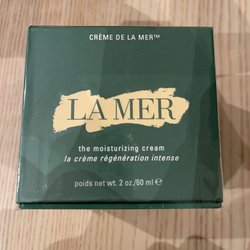 CRÈME DE LA MER™
LA MER
the moisturizing cream
la crème régénération intense
poids net wt. 2 oz./60 ml ℮